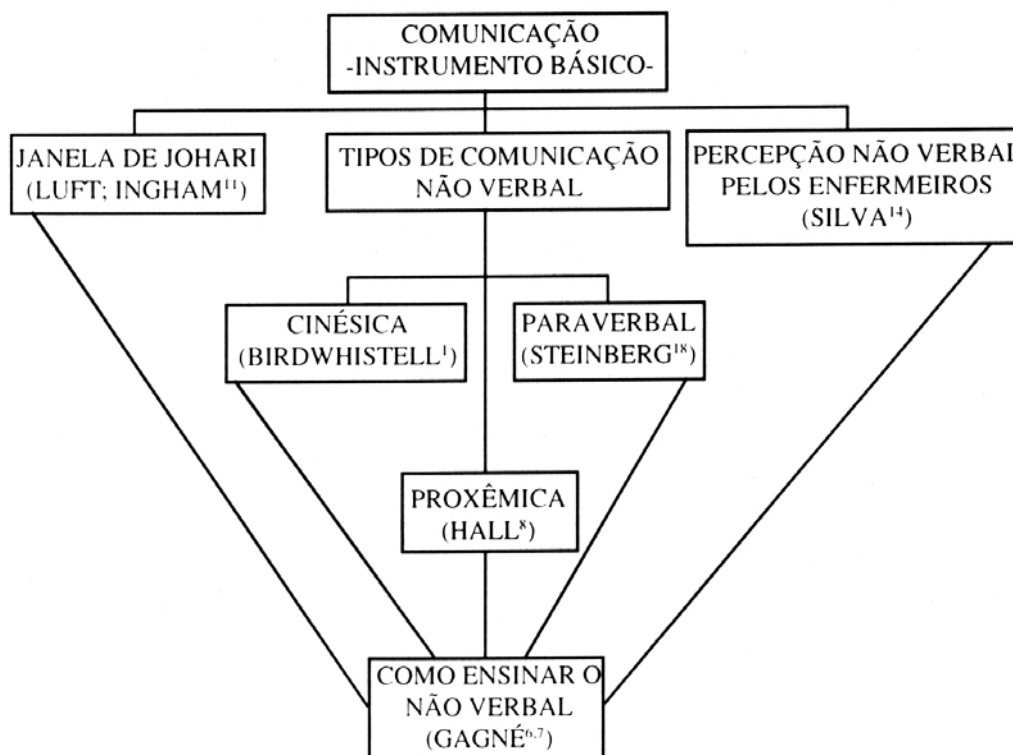 COMUNICAÇÃO
-INSTRUMENTO BÁSICO-
JANELA DE JOHARI
(LUFT; INGHAM¹¹)
TIPOS DE COMUNICAÇÃO
NÃO VERBAL
PERCEPÇÃO NÃO VERBAL
PELOS ENFERMEIROS
(SILVA¹⁴)
CINÉSICA
(BIRDWHISTELL¹)
PARAVERBAL
(STEINBERG¹⁸)
PROXÊMICA
(HALL⁸)
COMO ENSINAR O
NÃO VERBAL
(GAGNÉ⁶,⁷)